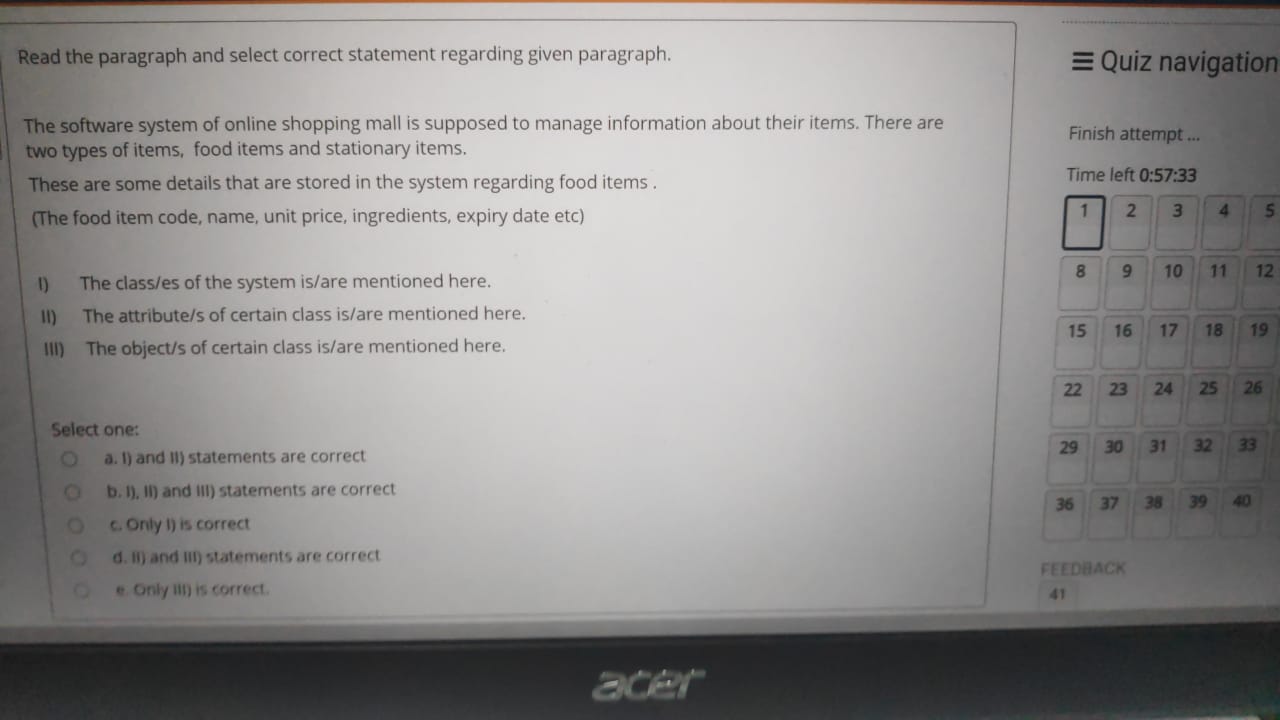 Read the paragraph and select correct statement regarding given paragraph.
The software system of online shopping mall is supposed to manage information about their items. There are
two types of items, food items and stationary items.
These are some details that are stored in the system regarding food items .
(The food item code, name, unit price, ingredients, expiry date etc)
I) The class/es of the system is/are mentioned here.
II) The attribute/s of certain class is/are mentioned here.
III) The object/s of certain class is/are mentioned here.
Select one:
a. I) and II) statements are correct
b. I), II) and III) statements are correct
c. Only I) is correct
d. II) and III) statements are correct
e. Only III) is correct.
Quiz navigation
Finish attempt ...
Time left 0:57:33
1 2 3 4 5
8 9 10 11 12
15 16 17 18 19
22 23 24 25 26
29 30 31 32 33
36 37 38 39 40
FEEDBACK
41
acer